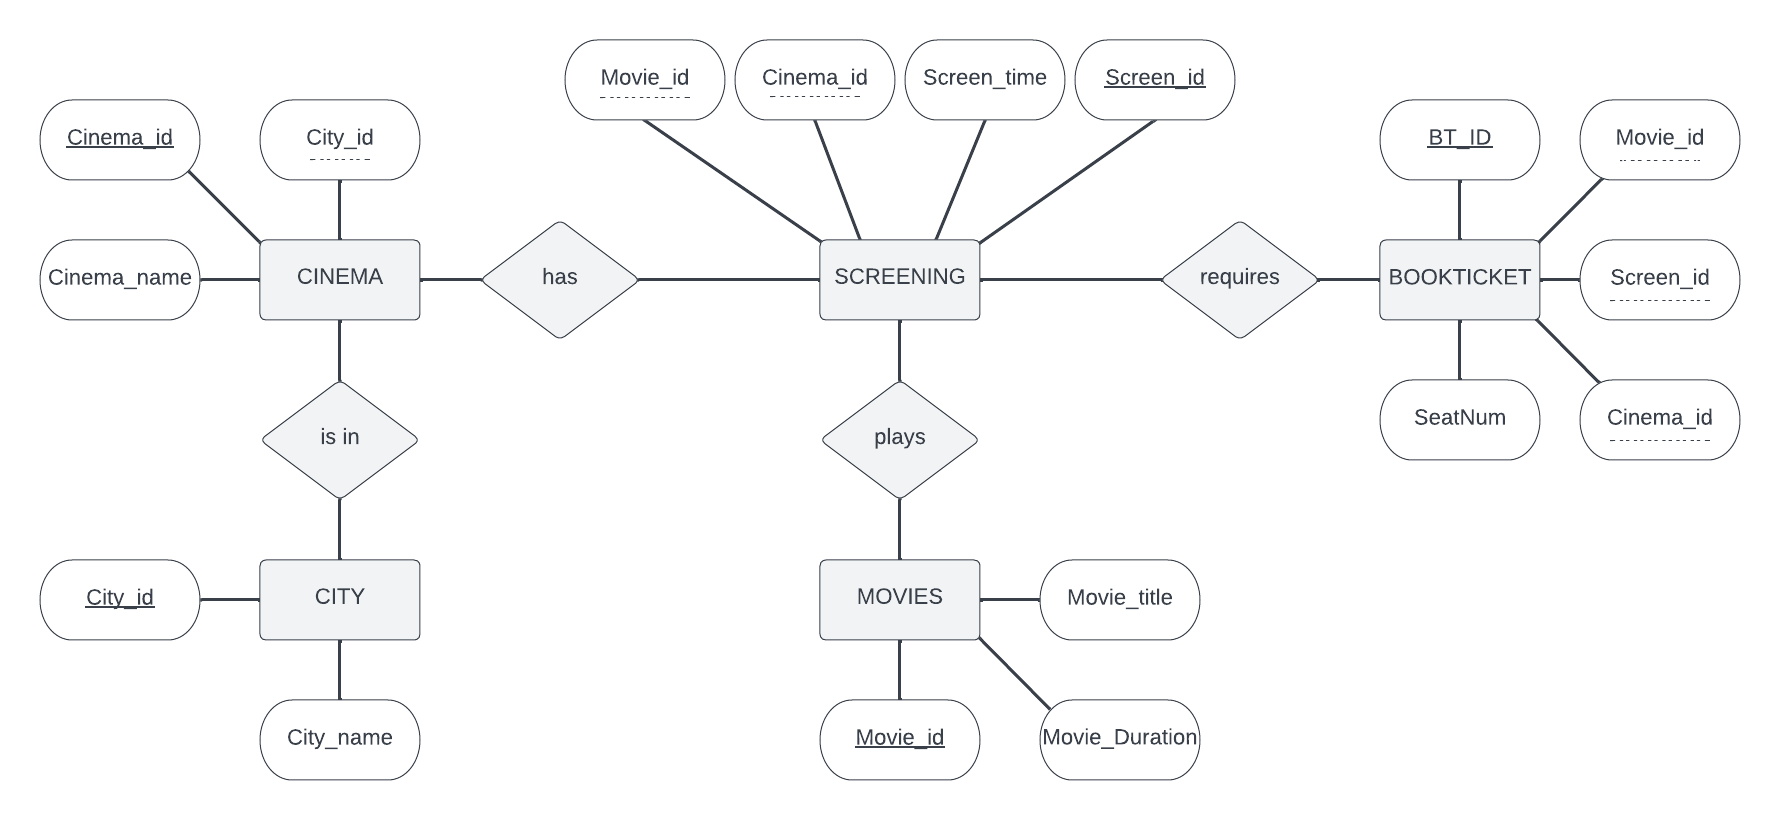 Movie_id
Cinema_id
Screen_time
Screen_id
Cinema_id
City_id
BT_ID
Movie_id
Cinema_name
CINEMA
has
SCREENING
requires
BOOKTICKET
Screen_id
is in
plays
SeatNum
Cinema_id
City_id
CITY
MOVIES
Movie_title
City_name
Movie_id
Movie_Duration